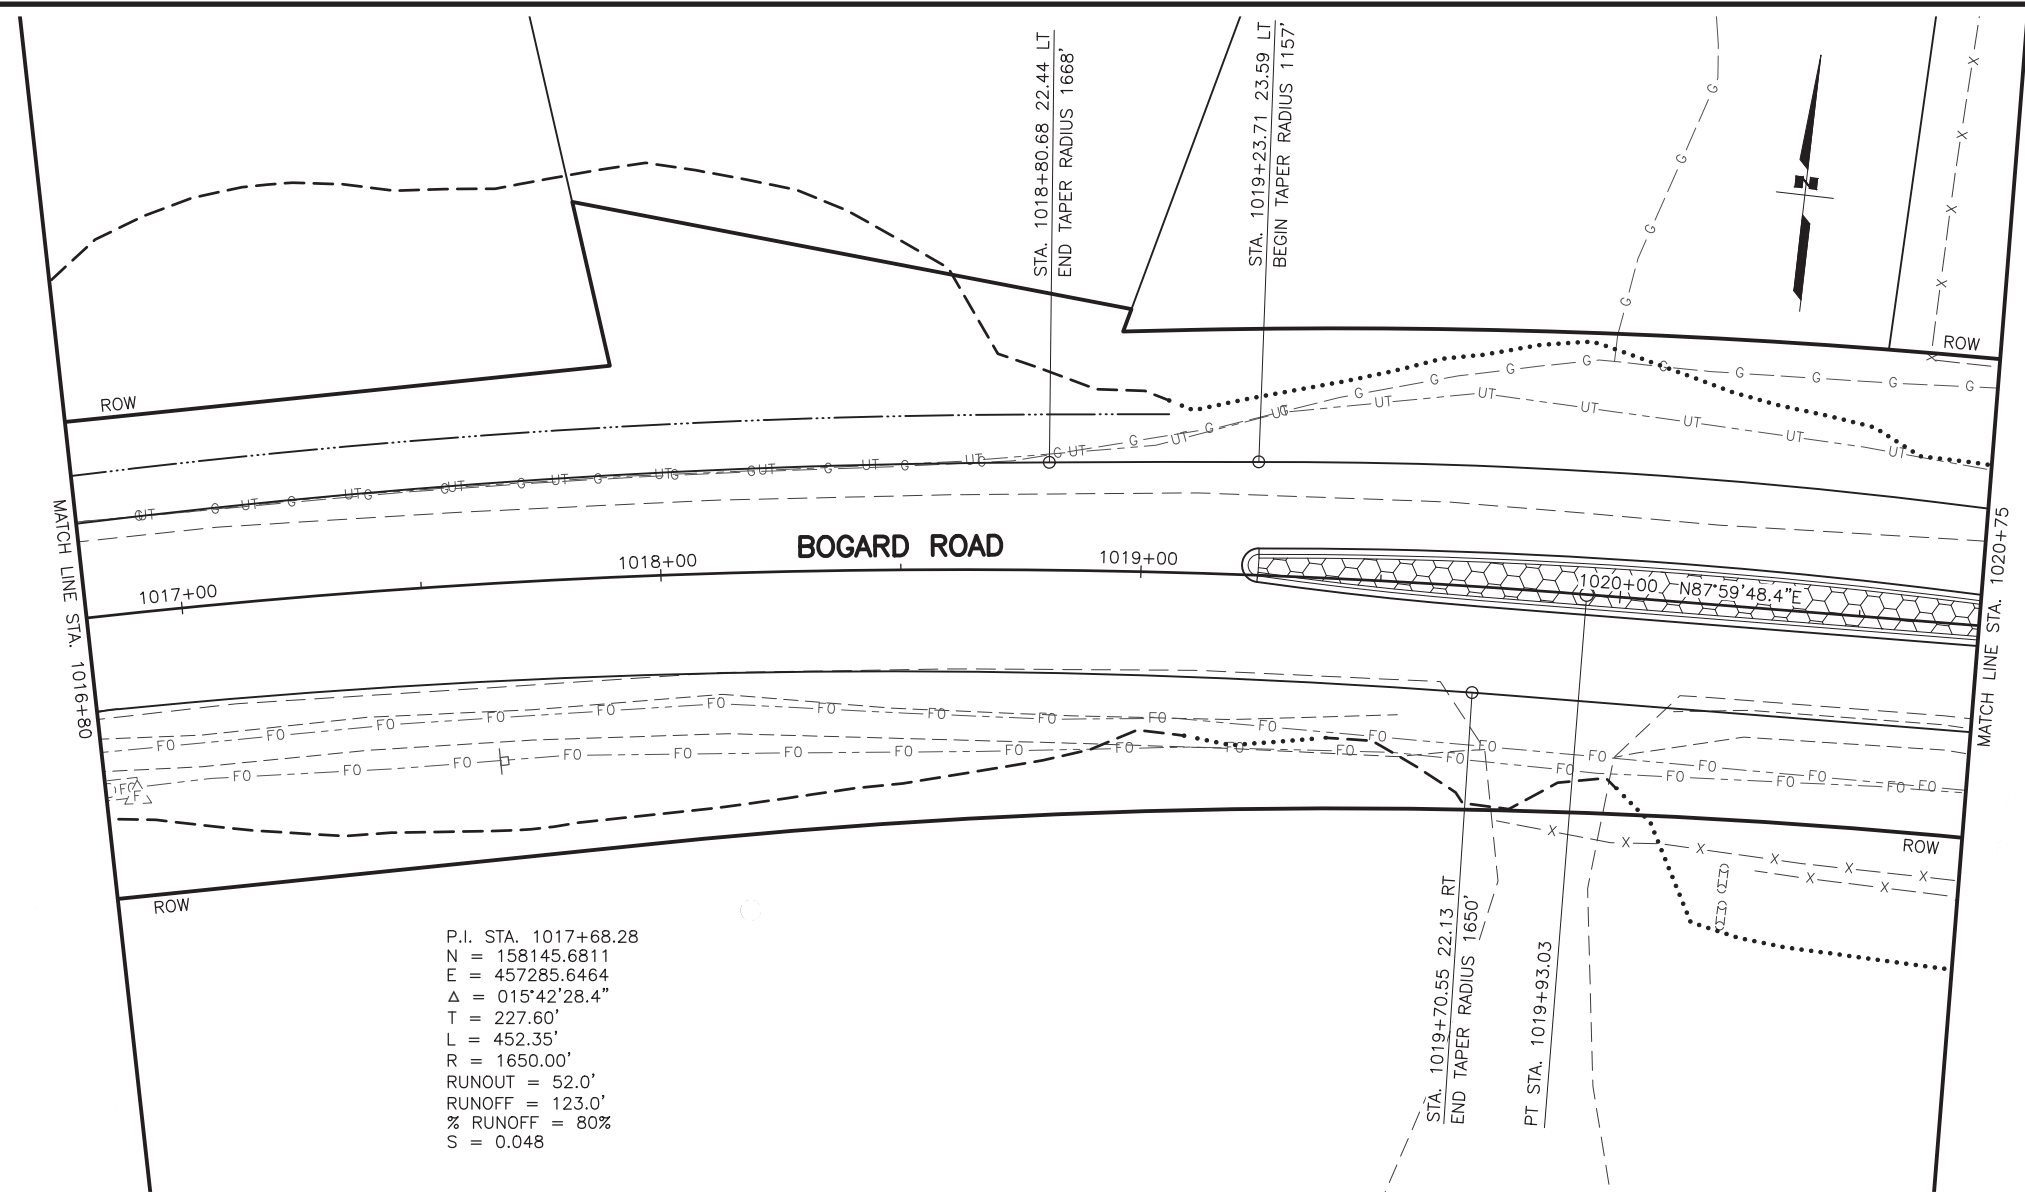 STA. 1018+80.68 22.44 LT
END TAPER RADIUS 1668'
STA. 1019+23.71 23.59 LT
BEGIN TAPER RADIUS 1157'
N
ROW
ROW
BOGARD ROAD
1017+00
1018+00
1019+00
1020+00
N87°59'48.4"E
MATCH LINE STA. 1016+80
MATCH LINE STA. 1020+75
ROW
ROW
P.I. STA. 1017+68.28
N = 158145.6811
E = 457285.6464
Δ = 015°42'28.4"
T = 227.60'
L = 452.35'
R = 1650.00'
RUNOUT = 52.0'
RUNOFF = 123.0'
% RUNOFF = 80%
S = 0.048
STA. 1019+70.55 22.13 RT
END TAPER RADIUS 1650'
PT STA. 1019+93.03